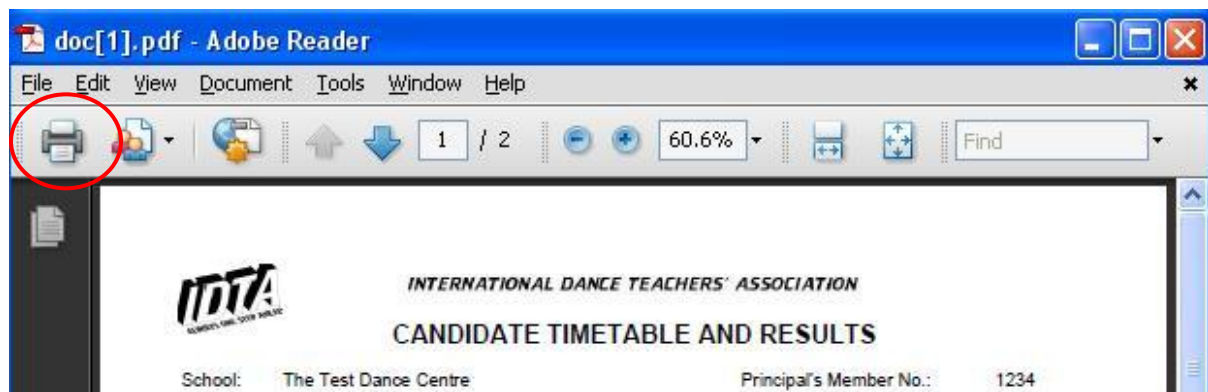 doc[1].pdf - Adobe Reader
File Edit View Document Tools Window Help
1 / 2 60.6% Find
IDTA
INTERNATIONAL DANCE TEACHERS' ASSOCIATION
CANDIDATE TIMETABLE AND RESULTS
School: The Test Dance Centre Principal's Member No.: 1234